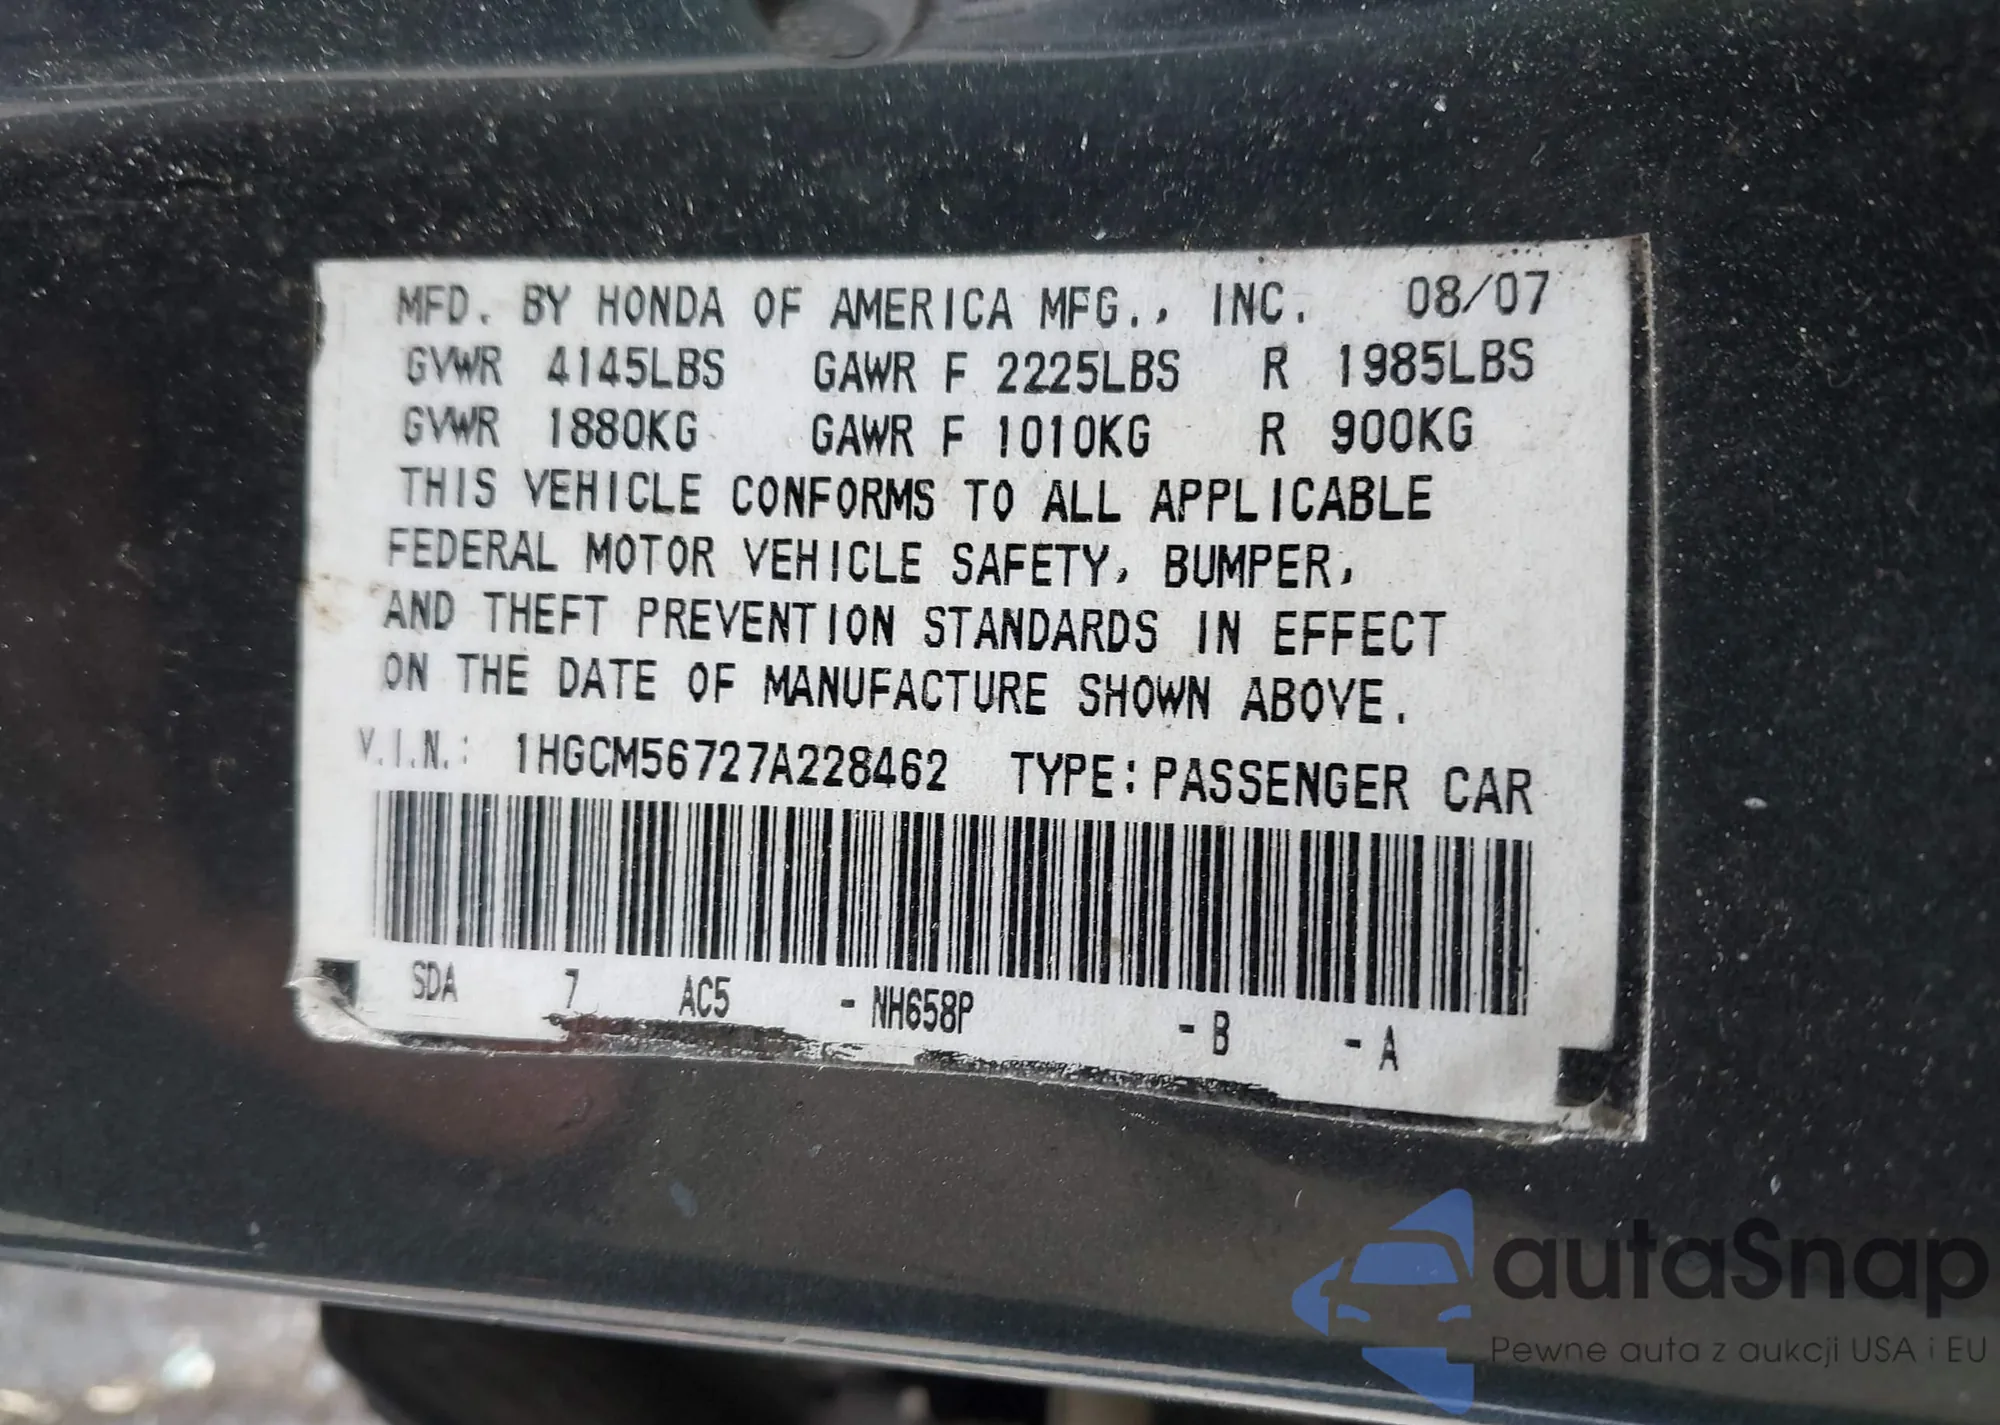 MFD. BY HONDA OF AMERICA MFG., INC. 08/07
GVWR 4145LBS GAWR F 2225LBS R 1985LBS
GVWR 1880KG GAWR F 1010KG R 900KG
THIS VEHICLE CONFORMS TO ALL APPLICABLE
FEDERAL MOTOR VEHICLE SAFETY, BUMPER,
AND THEFT PREVENTION STANDARDS IN EFFECT
ON THE DATE OF MANUFACTURE SHOWN ABOVE.
V.I.N.: 1HGCM56727A228462 TYPE:PASSENGER CAR
SDA 7 AC5 - NH658P - B - A
autaSnap
Pewne auta z aukcji USA i EU